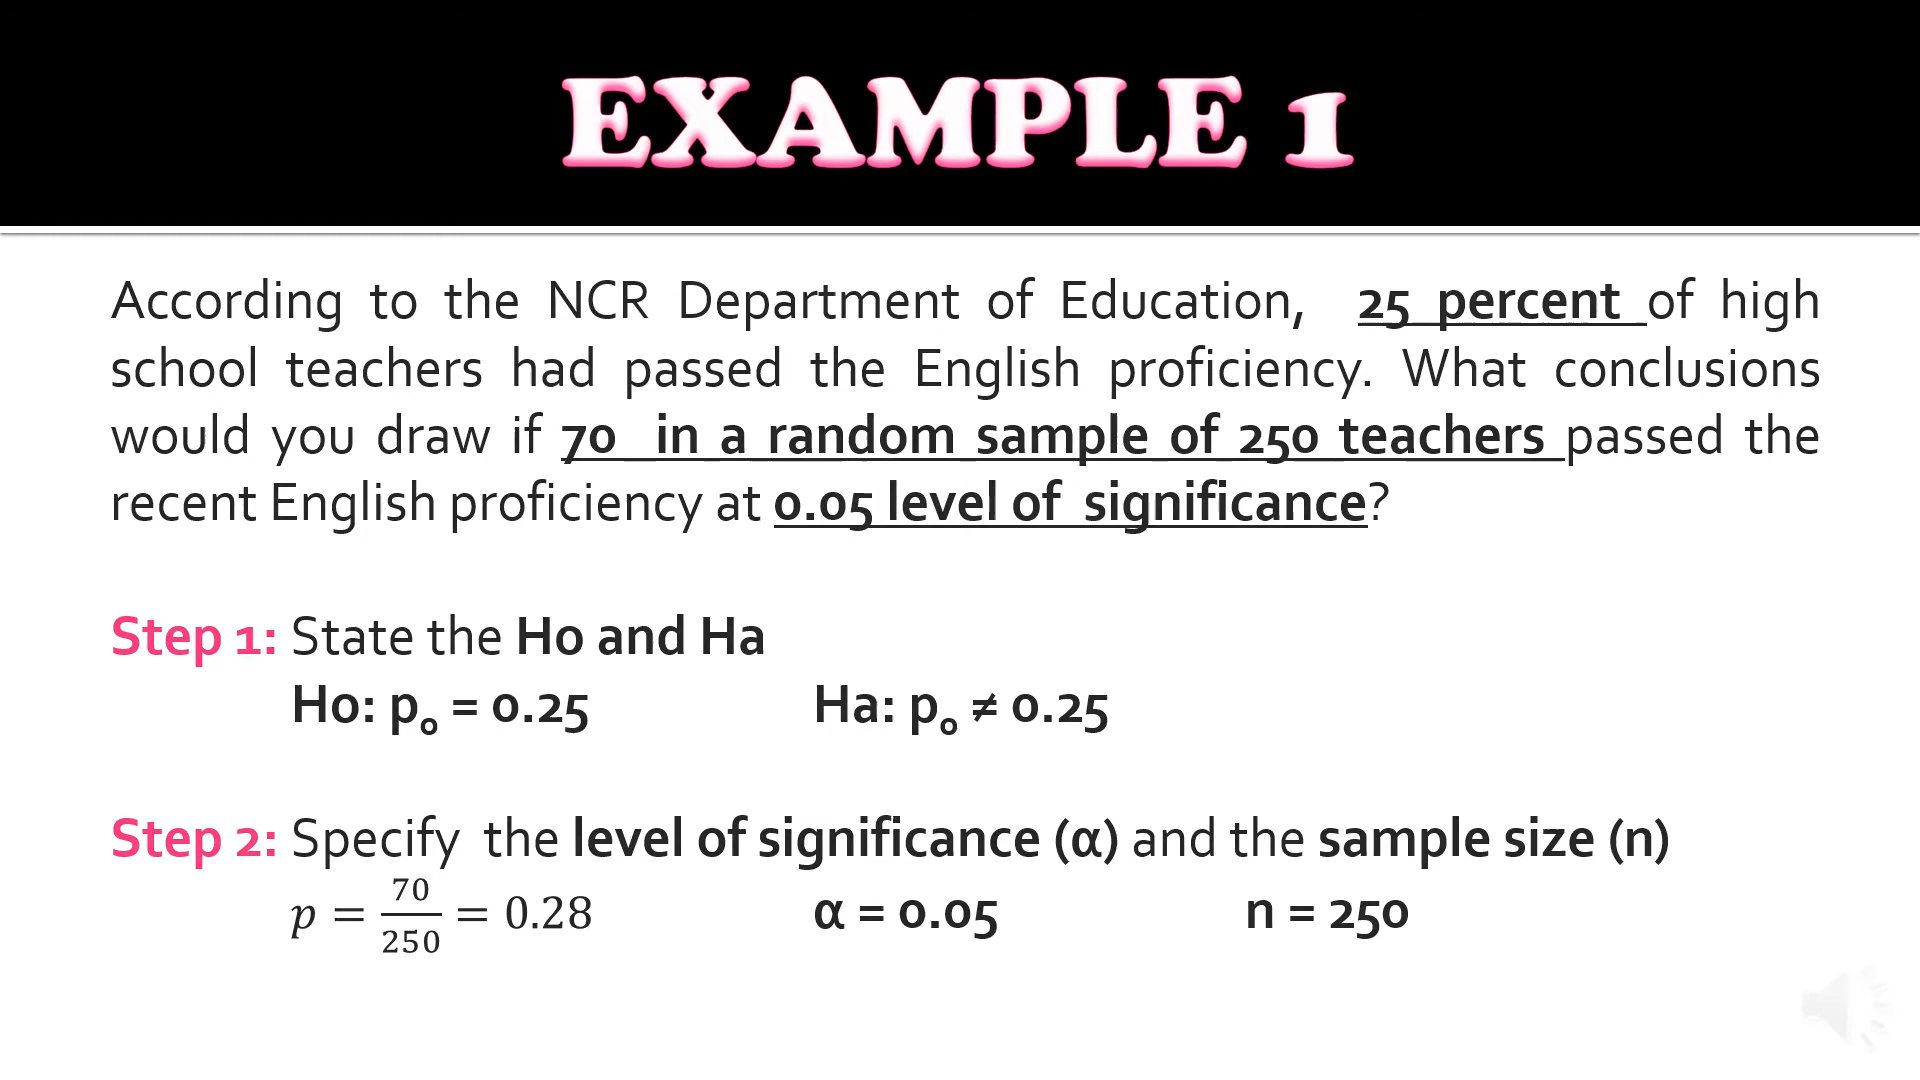 EXAMPLE 1
According to the NCR Department of Education, 25 percent of high
school teachers had passed the English proficiency. What conclusions
would you draw if 70 in a random sample of 250 teachers passed the
recent English proficiency at 0.05 level of significance?
Step 1: State the Ho and Ha
Ho: p₀ = 0.25 Ha: p₀ ≠ 0.25
Step 2: Specify the level of significance (α) and the sample size (n)
p = 70/250 = 0.28 α = 0.05 n = 250